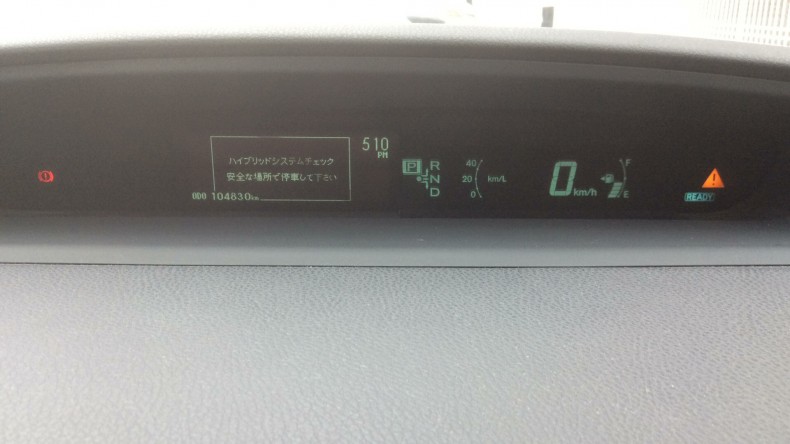 510
PM
ハイブリッドシステムチェック
安全な場所で停車して下さい
ODO 104830km
P R
N
D
40
20 km/L
0
0 km/h
F
E
!
READY